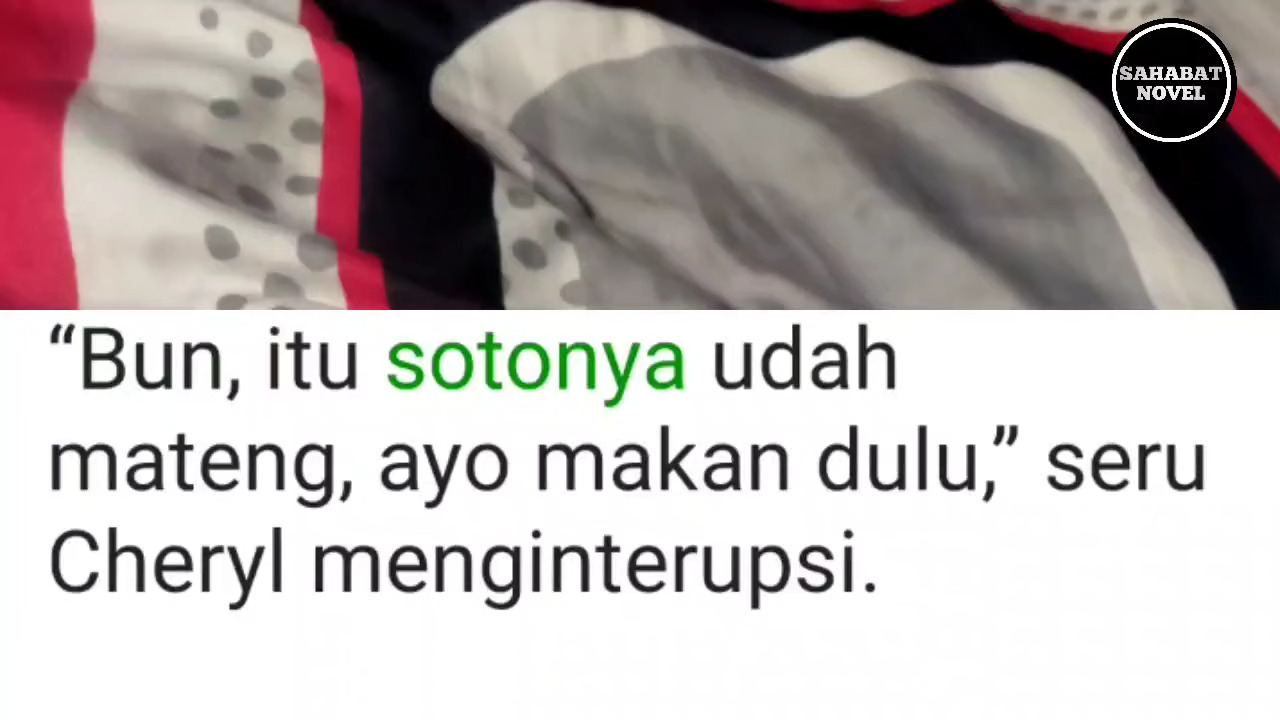 SAHABAT
NOVEL
“Bun, itu sotonya udah
mateng, ayo makan dulu,” seru
Cheryl menginterupsi.